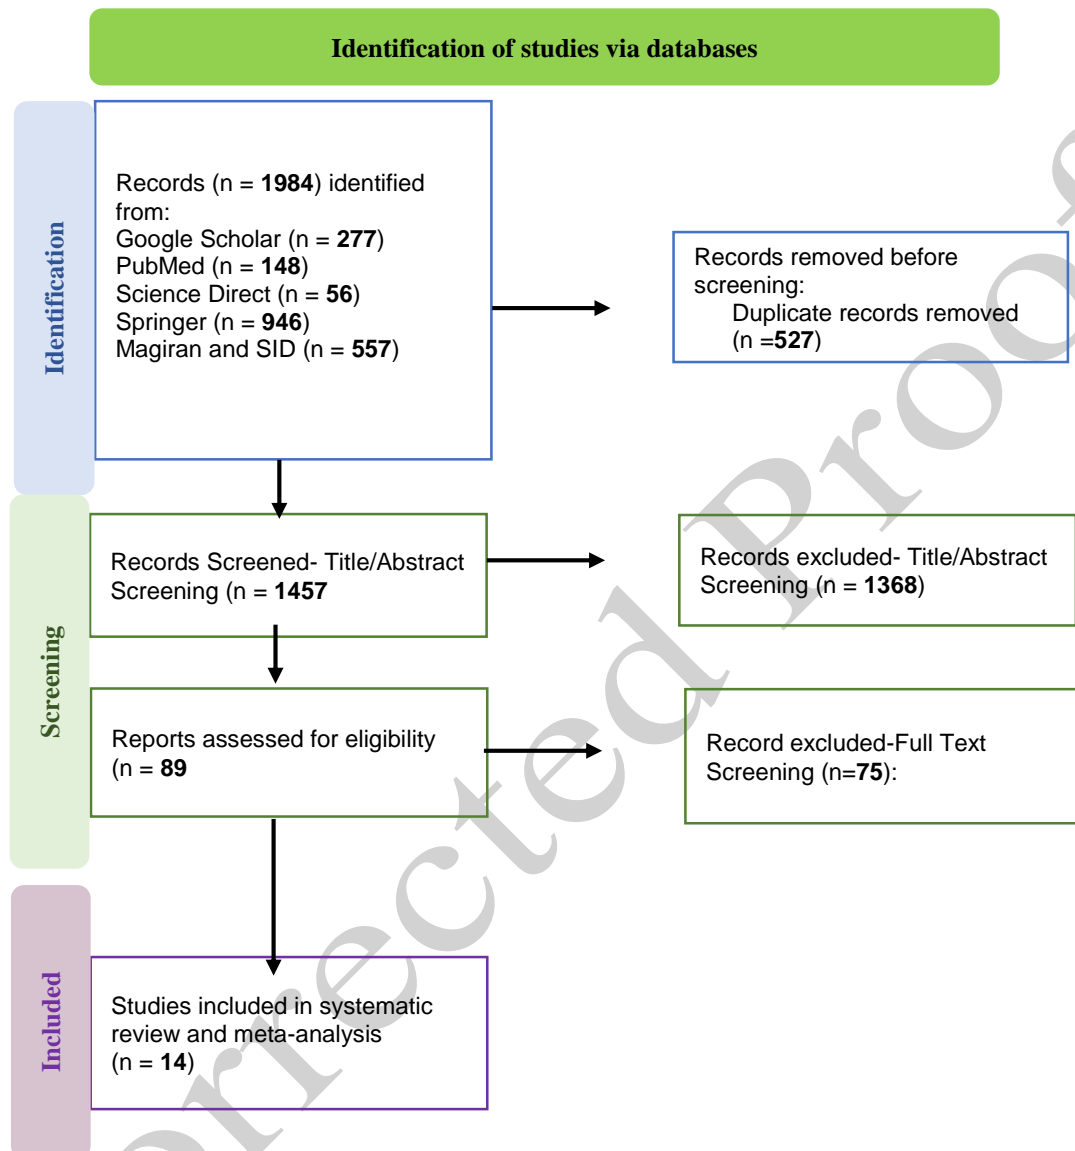 Identification of studies via databases
Identification
Records (n = 1984) identified
from:
Google Scholar (n = 277)
PubMed (n = 148)
Science Direct (n = 56)
Springer (n = 946)
Magiran and SID (n = 557)
Records removed before
screening:
Duplicate records removed
(n =527)
Screening
Records Screened- Title/Abstract
Screening (n = 1457
Records excluded- Title/Abstract
Screening (n = 1368)
Reports assessed for eligibility
(n = 89
Record excluded-Full Text
Screening (n=75):
Included
Studies included in systematic
review and meta-analysis
(n = 14)
orrected Proof